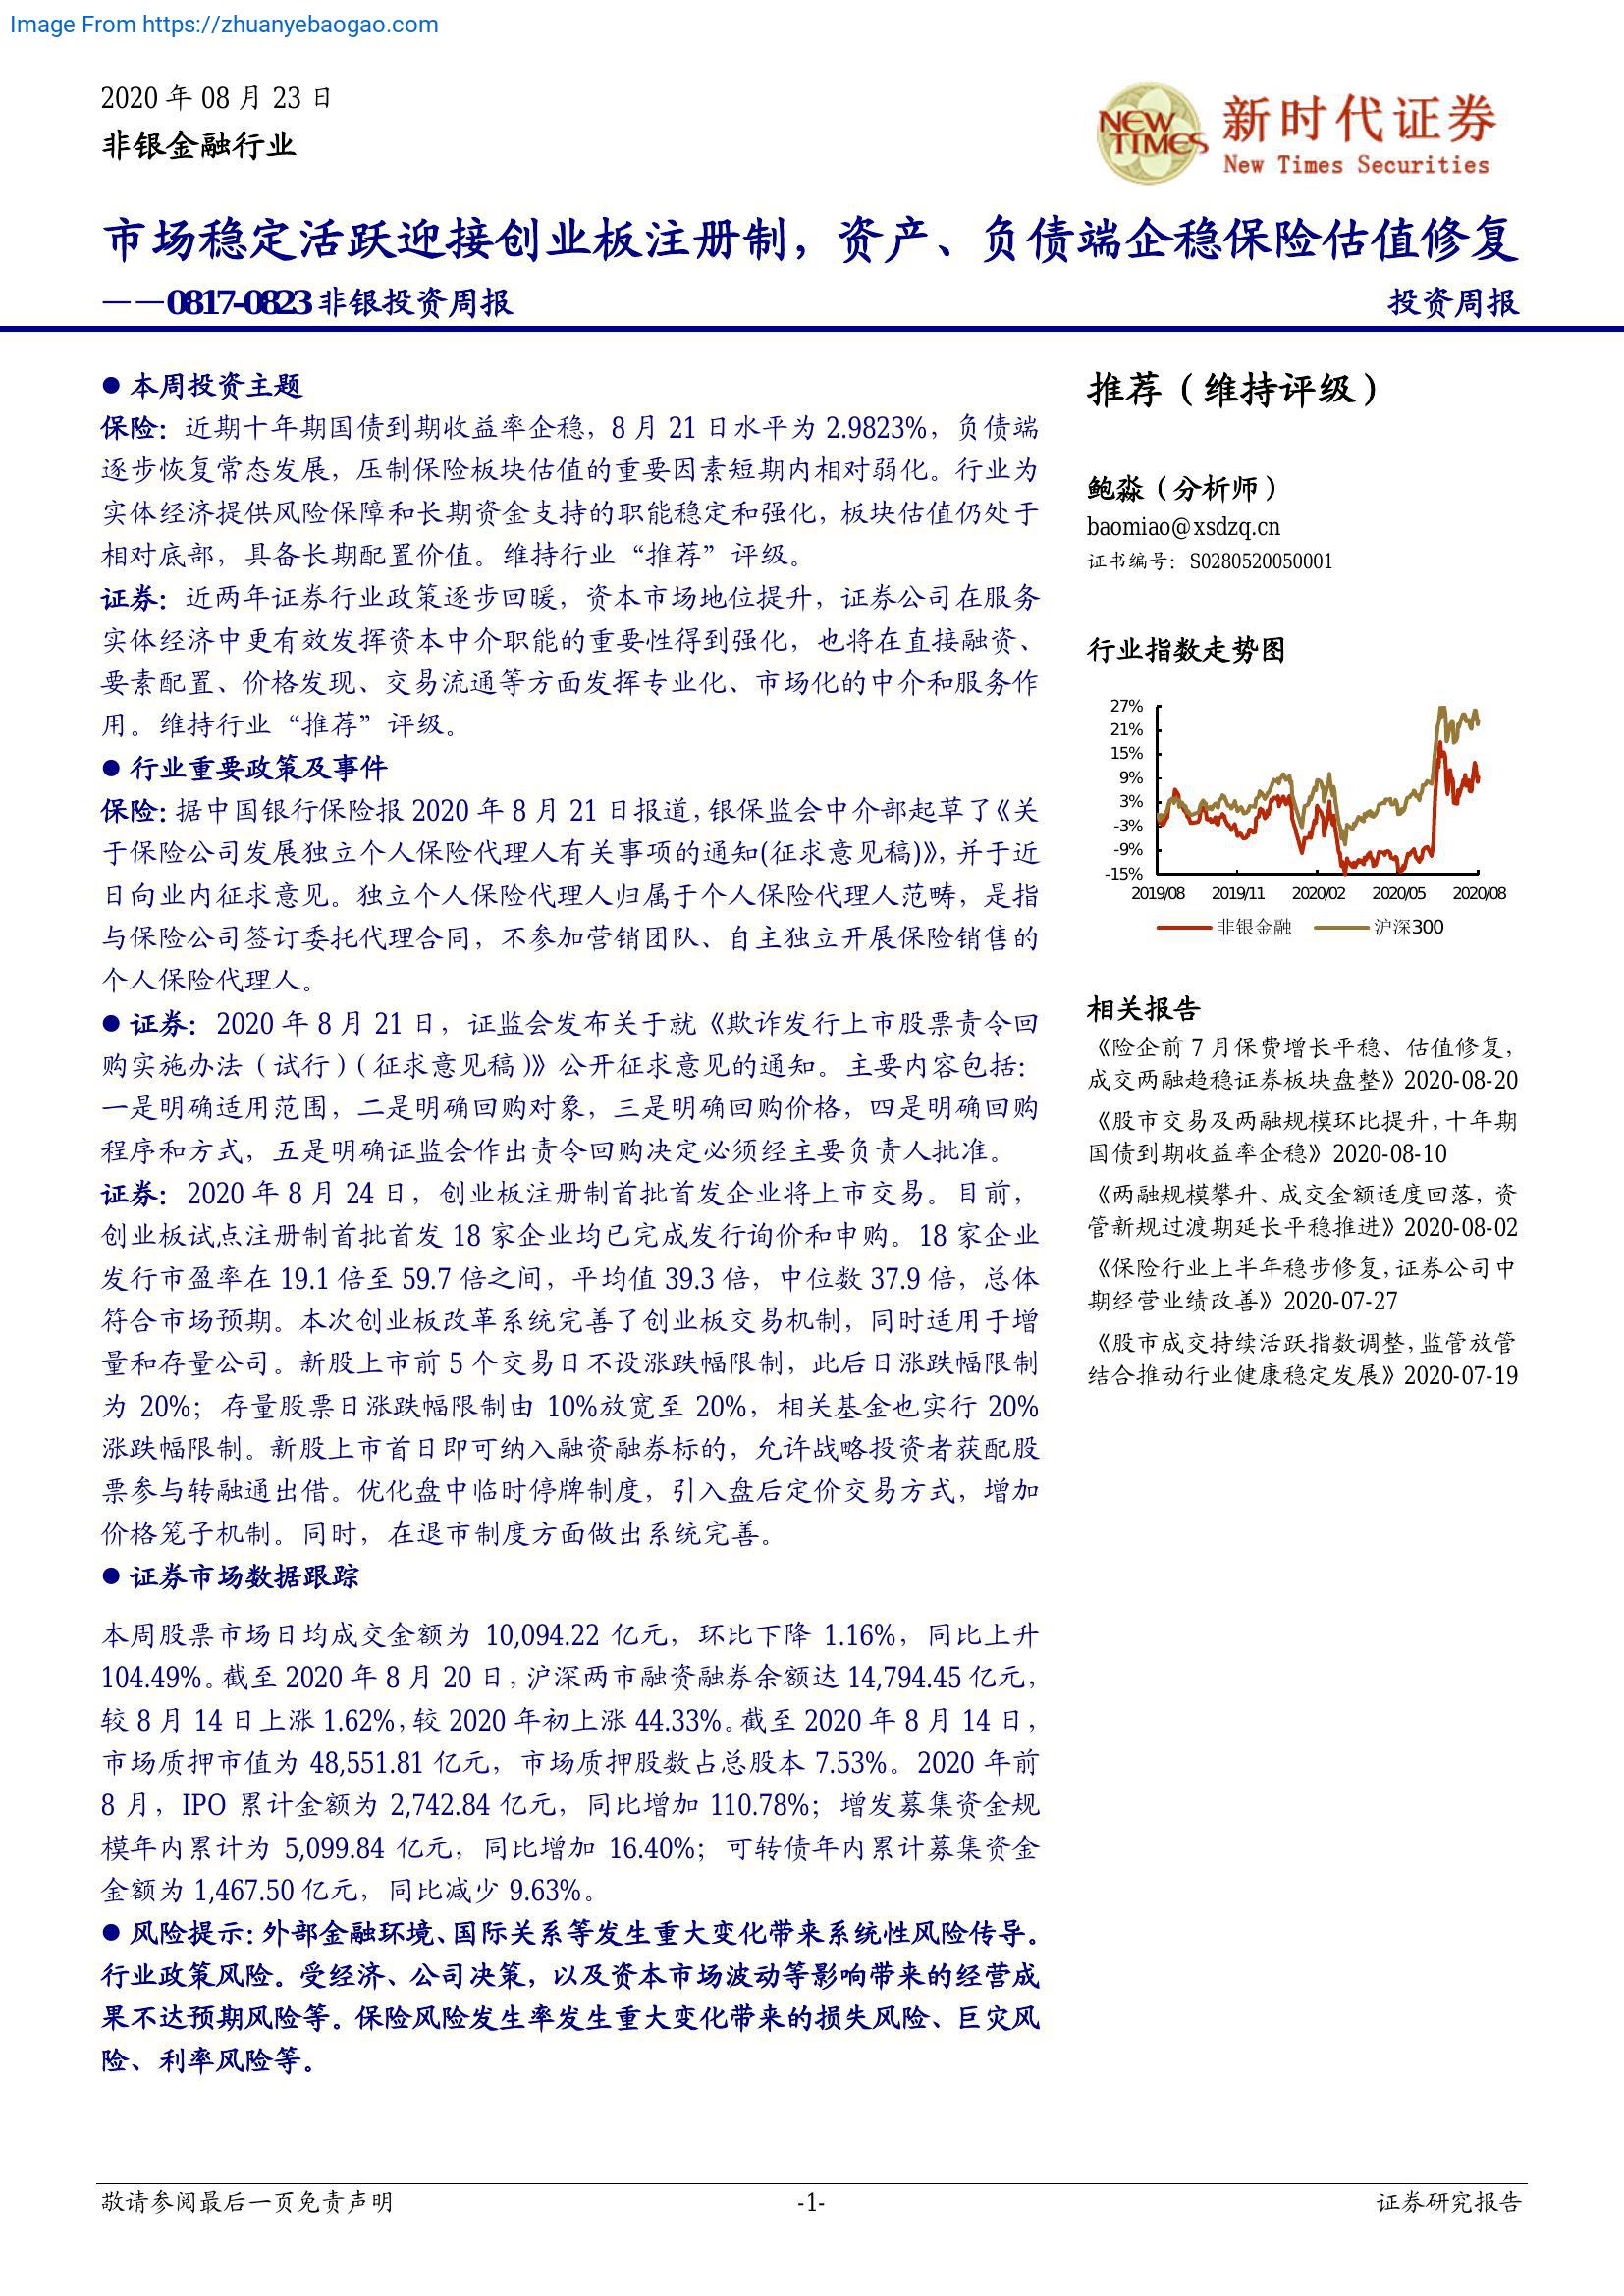 Image From https://zhuanyebaogao.com
2020 年 08 月 23 日
非银金融行业
NEW TIMES
新时代证券
New Times Securities
市场稳定活跃迎接创业板注册制，资产、负债端企稳保险估值修复
——0817-0823 非银投资周报
投资周报
● 本周投资主题
保险：近期十年期国债到期收益率企稳，8 月 21 日水平为 2.9823%，负债端
逐步恢复常态发展，压制保险板块估值的重要因素短期内相对弱化。行业为
实体经济提供风险保障和长期资金支持的职能稳定和强化，板块估值仍处于
相对底部，具备长期配置价值。维持行业“推荐”评级。
证券：近两年证券行业政策逐步回暖，资本市场地位提升，证券公司在服务
实体经济中更有效发挥资本中介职能的重要性得到强化，也将在直接融资、
要素配置、价格发现、交易流通等方面发挥专业化、市场化的中介和服务作
用。维持行业“推荐”评级。
● 行业重要政策及事件
保险：据中国银行保险报 2020 年 8 月 21 日报道，银保监会中介部起草了《关
于保险公司发展独立个人保险代理人有关事项的通知(征求意见稿)》，并于近
日向业内征求意见。独立个人保险代理人归属于个人保险代理人范畴，是指
与保险公司签订委托代理合同，不参加营销团队、自主独立开展保险销售的
个人保险代理人。
● 证券：2020 年 8 月 21 日，证监会发布关于就《欺诈发行上市股票责令回
购实施办法（试行）（征求意见稿）》公开征求意见的通知。主要内容包括：
一是明确适用范围，二是明确回购对象，三是明确回购价格，四是明确回购
程序和方式，五是明确证监会作出责令回购决定必须经主要负责人批准。
证券：2020 年 8 月 24 日，创业板注册制首批首发企业将上市交易。目前，
创业板试点注册制首批首发 18 家企业均已完成发行询价和申购。18 家企业
发行市盈率在 19.1 倍至 59.7 倍之间，平均值 39.3 倍，中位数 37.9 倍，总体
符合市场预期。本次创业板改革系统完善了创业板交易机制，同时适用于增
量和存量公司。新股上市前 5 个交易日不设涨跌幅限制，此后日涨跌幅限制
为 20%；存量股票日涨跌幅限制由 10%放宽至 20%，相关基金也实行 20%
涨跌幅限制。新股上市首日即可纳入融资融券标的，允许战略投资者获配股
票参与转融通出借。优化盘中临时停牌制度，引入盘后定价交易方式，增加
价格笼子机制。同时，在退市制度方面做出系统完善。
● 证券市场数据跟踪
本周股票市场日均成交金额为 10,094.22 亿元，环比下降 1.16%，同比上升
104.49%。截至 2020 年 8 月 20 日，沪深两市融资融券余额达 14,794.45 亿元，
较 8 月 14 日上涨 1.62%，较 2020 年初上涨 44.33%。截至 2020 年 8 月 14 日，
市场质押市值为 48,551.81 亿元，市场质押股数占总股本 7.53%。2020 年前
8 月，IPO 累计金额为 2,742.84 亿元，同比增加 110.78%；增发募集资金规
模年内累计为 5,099.84 亿元，同比增加 16.40%；可转债年内累计募集资金
金额为 1,467.50 亿元，同比减少 9.63%。
● 风险提示：外部金融环境、国际关系等发生重大变化带来系统性风险传导。
行业政策风险。受经济、公司决策，以及资本市场波动等影响带来的经营成
果不达预期风险等。保险风险发生率发生重大变化带来的损失风险、巨灾风
险、利率风险等。
推荐（维持评级）
鲍淼（分析师）
baomiao@xsdzq.cn
证书编号：S0280520050001
行业指数走势图
27%
21%
15%
9%
3%
-3%
-9%
-15%
2019/08 2019/11 2020/02 2020/05 2020/08
非银金融 沪深300
相关报告
《险企前 7 月保费增长平稳、估值修复，
成交两融趋稳证券板块盘整》2020-08-20
《股市交易及两融规模环比提升，十年期
国债到期收益率企稳》2020-08-10
《两融规模攀升、成交金额适度回落，资
管新规过渡期延长平稳推进》2020-08-02
《保险行业上半年稳步修复，证券公司中
期经营业绩改善》2020-07-27
《股市成交持续活跃指数调整，监管放管
结合推动行业健康稳定发展》2020-07-19
敬请参阅最后一页免责声明
-1-
证券研究报告